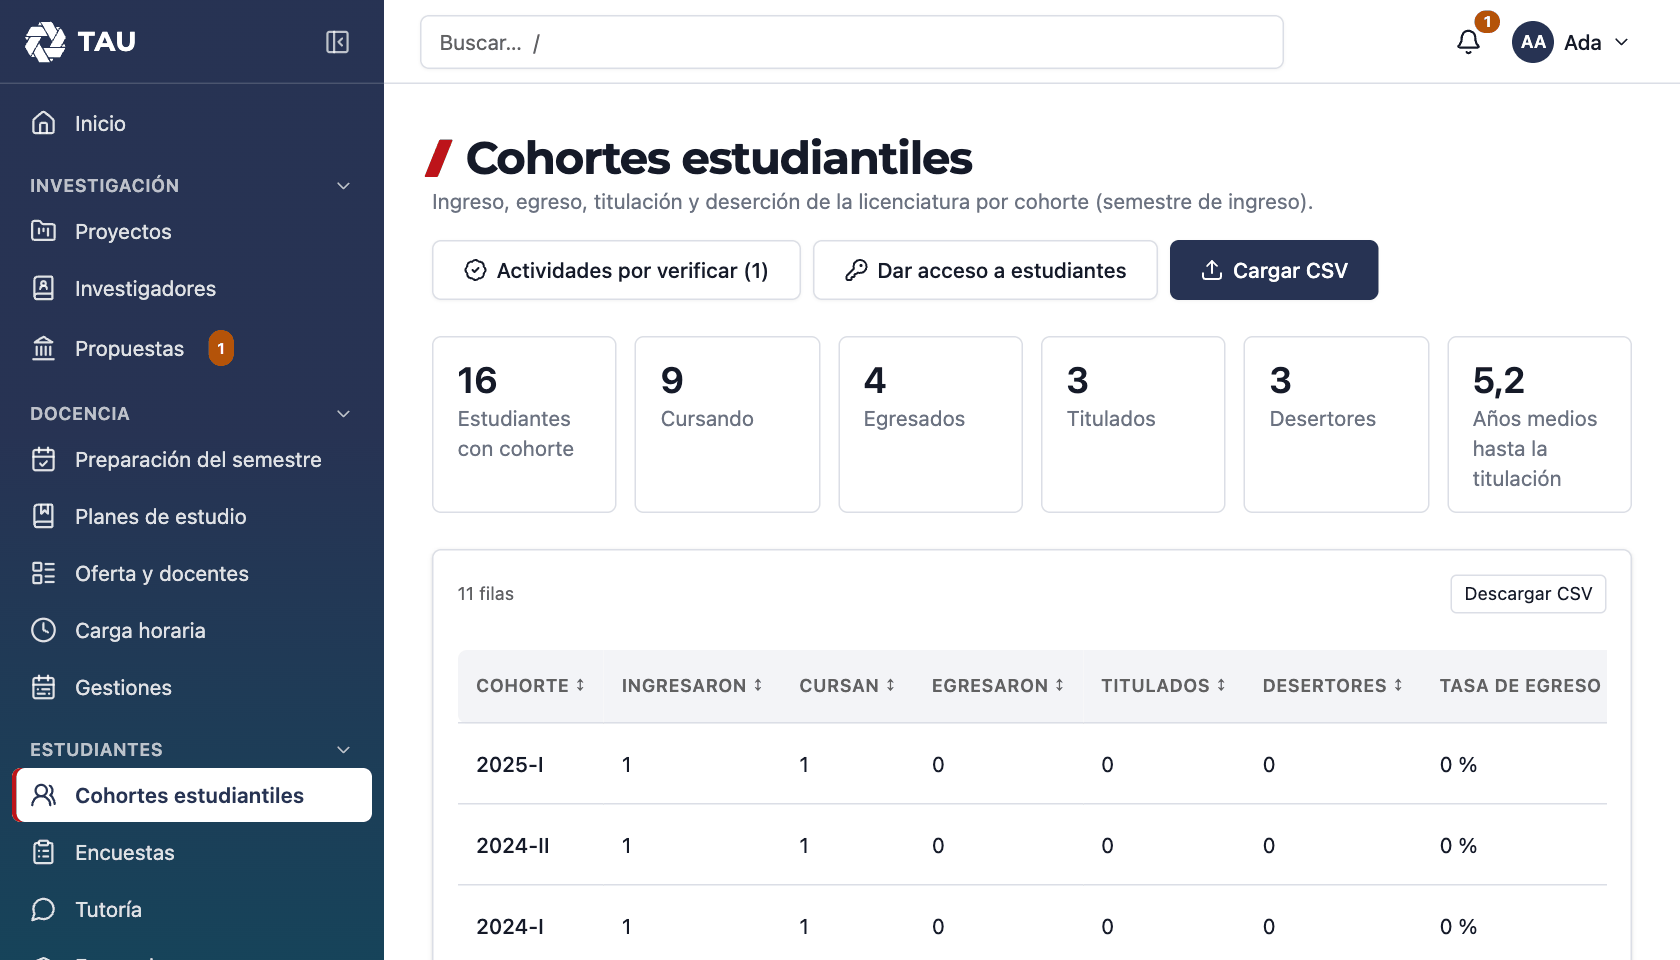 TAU
Buscar... /
1
AA Ada
Inicio
INVESTIGACIÓN
Proyectos
Investigadores
Propuestas 1
DOCENCIA
Preparación del semestre
Planes de estudio
Oferta y docentes
Carga horaria
Gestiones
ESTUDIANTES
Cohortes estudiantiles
Encuestas
Tutoría
Cohortes estudiantiles
Ingreso, egreso, titulación y deserción de la licenciatura por cohorte (semestre de ingreso).
Actividades por verificar (1) Dar acceso a estudiantes Cargar CSV
16
Estudiantes
con cohorte
9
Cursando
4
Egresados
3
Titulados
3
Desertores
5,2
Años medios
hasta la
titulación
11 filas Descargar CSV
COHORTE ↕ INGRESARON ↕ CURSAN ↕ EGRESARON ↕ TITULADOS ↕ DESERTORES ↕ TASA DE EGRESO
2025-I 1 1 0 0 0 0 %
2024-II 1 1 0 0 0 0 %
2024-I 1 1 0 0 0 0 %